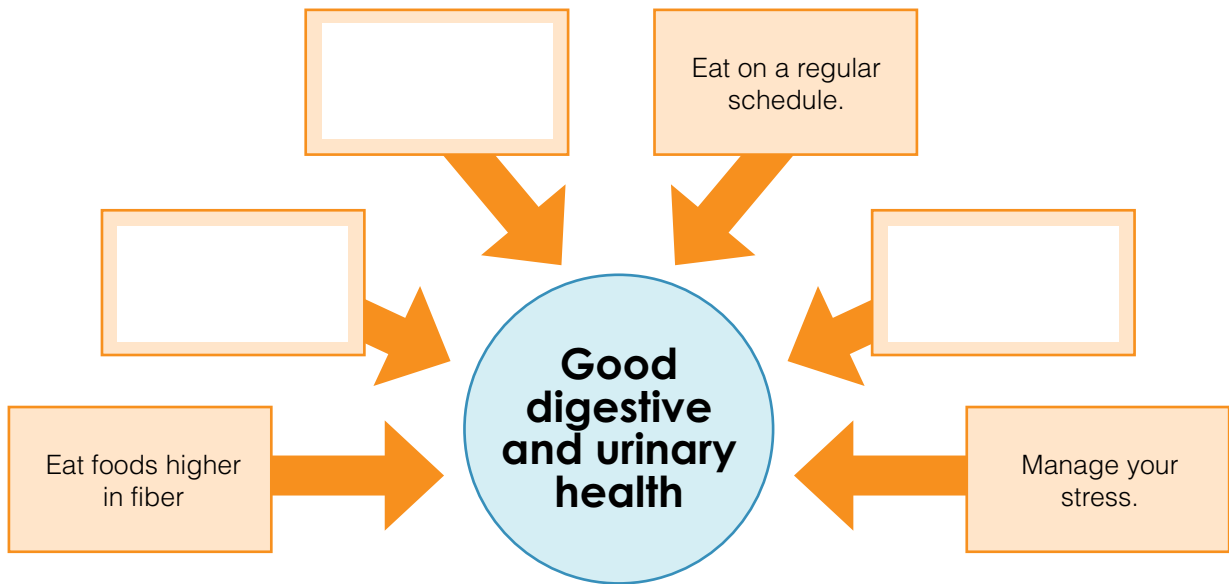 Eat on a regular
schedule.
Good
digestive
and urinary
health
Eat foods higher
in fiber
Manage your
stress.